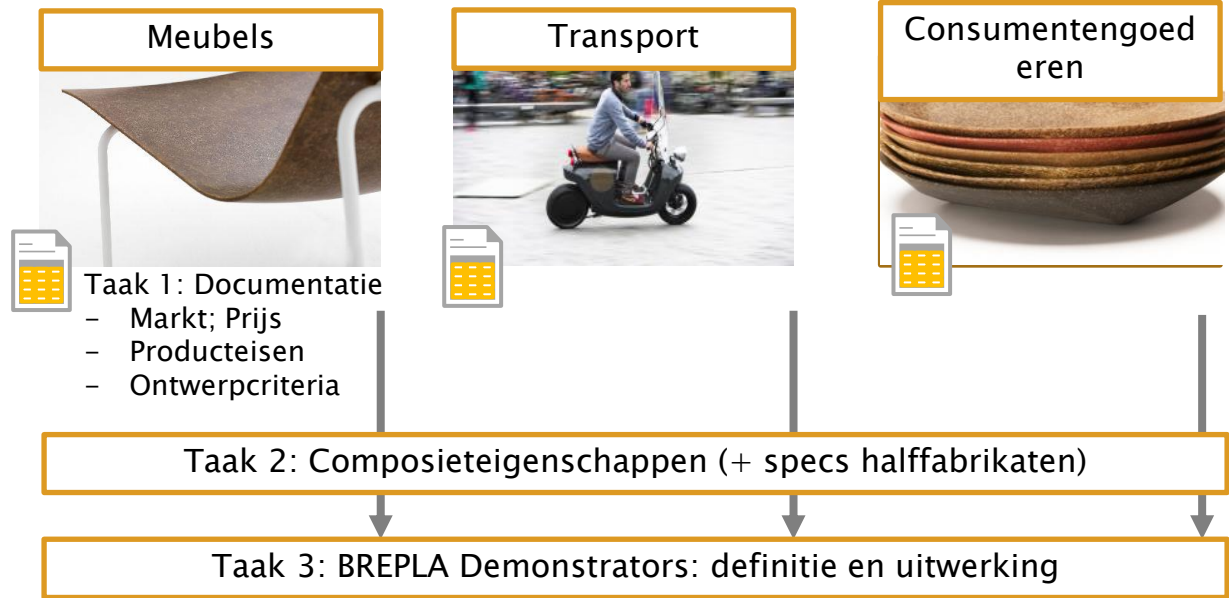 Meubels
Transport
Consumentengoed
eren
Taak 1: Documentatie
– Markt; Prijs
– Producteisen
– Ontwerpcriteria
Taak 2: Composieteigenschappen (+ specs halffabrikaten)
Taak 3: BREPLA Demonstrators: definitie en uitwerking